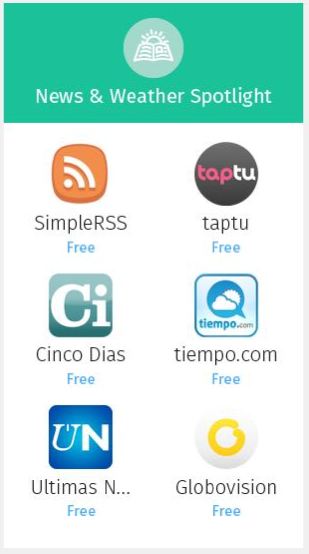 News & Weather Spotlight
taptu
SimpleRSS
taptu
Free
Free
Ci
tiempo.com
Cinco Dias
tiempo.com
Free
Free
UN
Ultimas N...
Globovision
Free
Free